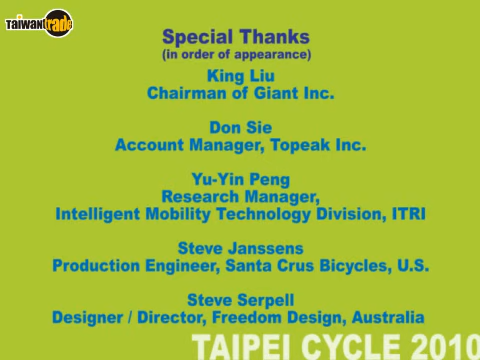 TAIWANTRADE
Special Thanks
(in order of appearance)
King Liu
Chairman of Giant Inc.
Don Sie
Account Manager, Topeak Inc.
Yu-Yin Peng
Research Manager,
Intelligent Mobility Technology Division, ITRI
Steve Janssens
Production Engineer, Santa Crus Bicycles, U.S.
Steve Serpell
Designer / Director, Freedom Design, Australia
TAIPEI CYCLE 2010